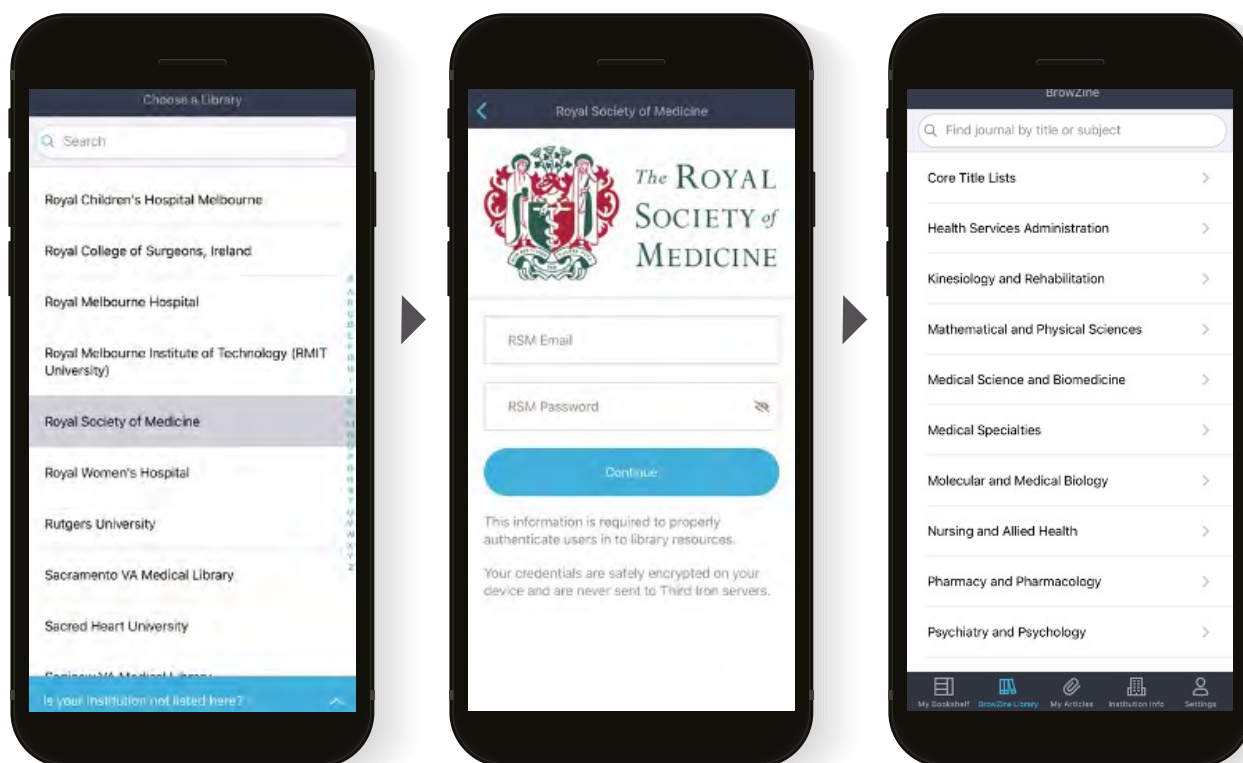 Choose a Library
Search
Royal Children's Hospital Melbourne
Royal College of Surgeons, Ireland
Royal Melbourne Hospital
Royal Melbourne Institute of Technology (RMIT
University)
Royal Society of Medicine
Royal Women's Hospital
Rutgers University
Sacramento VA Medical Library
Sacred Heart University
Is your institution not listed here?
Royal Society of Medicine
The ROYAL
SOCIETY of
MEDICINE
RSM Email
RSM Password
Continue
This information is required to properly
authenticate users in to library resources.
Your credentials are safely encrypted on your
device and are never sent to Third Iron servers.
BrowZine
Find journal by title or subject
Core Title Lists
Health Services Administration
Kinesiology and Rehabilitation
Mathematical and Physical Sciences
Medical Science and Biomedicine
Medical Specialties
Molecular and Medical Biology
Nursing and Allied Health
Pharmacy and Pharmacology
Psychiatry and Psychology
My Bookshelf BrowZine Library My Articles Institution Info Settings